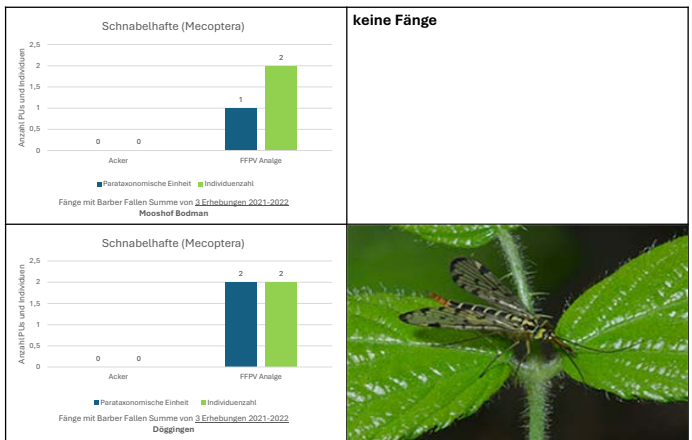 Schnabelhafte (Mecoptera)
Anzahl PUs und Individuen
2,5
2
1,5
1
0,5
0
0
0
1
2
Acker
FFPV Analge
Parataxonomische Einheit
Individuenzahl
Fänge mit Barber Fallen Summe von 3 Erhebungen 2021-2022
Mooshof Bodman
keine Fänge
Schnabelhafte (Mecoptera)
Anzahl PUs und Individuen
2,5
2
1,5
1
0,5
0
0
0
2
2
Acker
FFPV Analge
Parataxonomische Einheit
Individuenzahl
Fänge mit Barber Fallen Summe von 3 Erhebungen 2021-2022
Döggingen